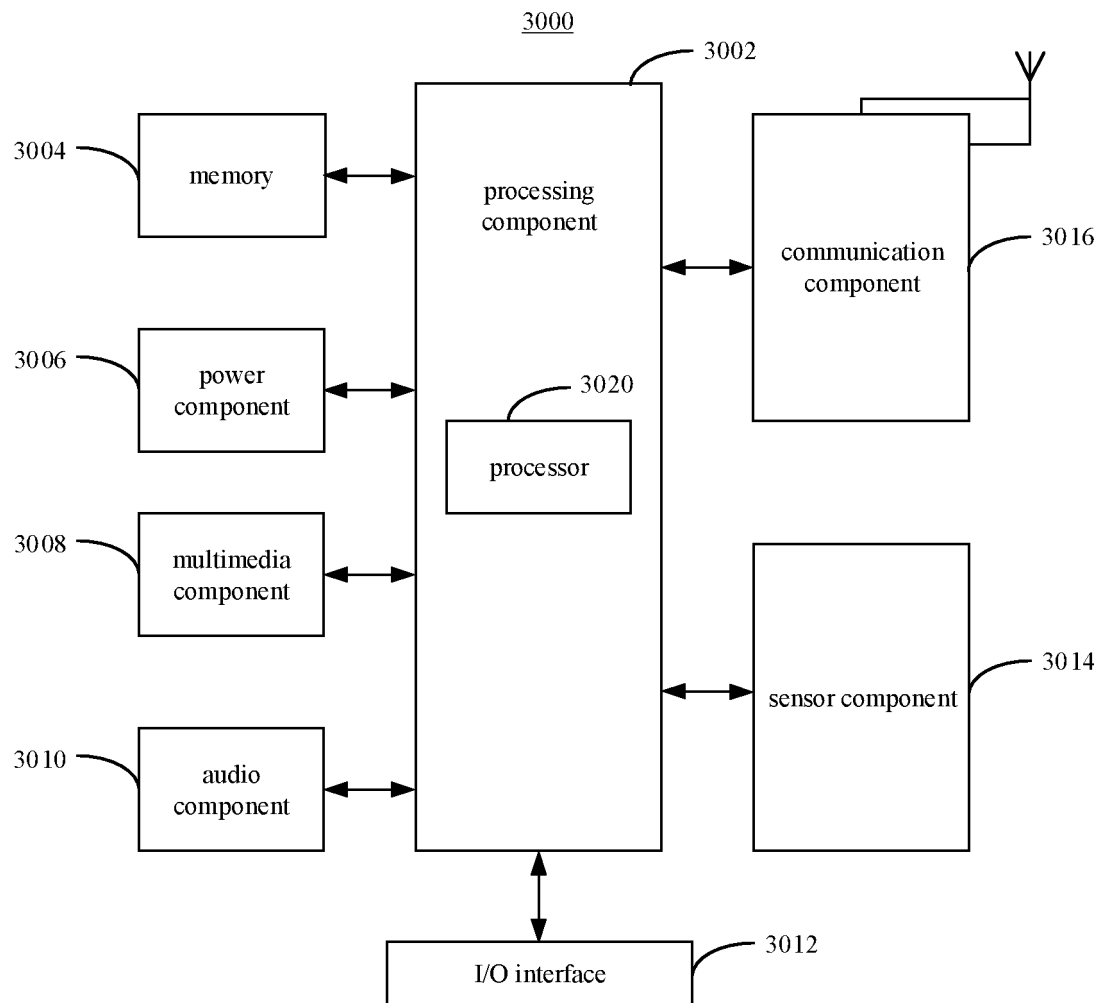 3000
3002
3004
memory
processing
component
communication
component
3016
3006
power
component
3020
processor
3008
multimedia
component
3014
sensor component
3010
audio
component
3012
I/O interface